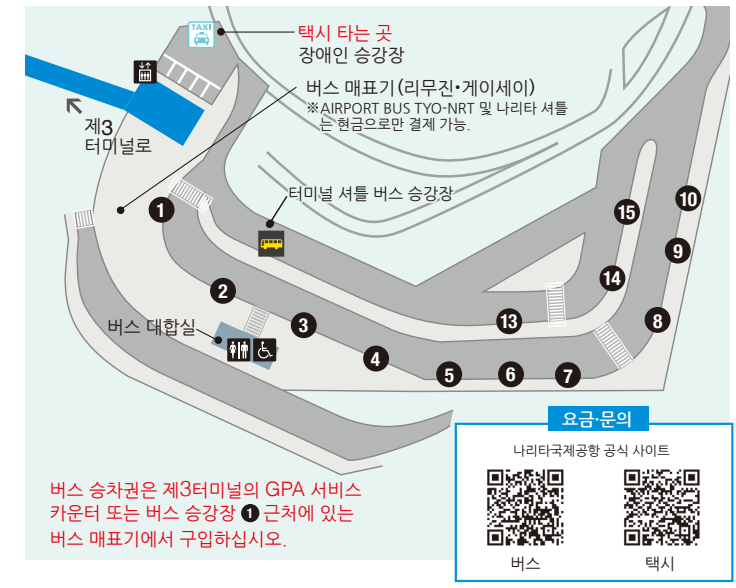 TAXI
택시 타는 곳
장애인 승강장
버스 매표기(리무진•게이세이)
※AIRPORT BUS TYO-NRT 및 나리타 셔틀
는 현금으로만 결제 가능.
제3
터미널로
터미널 셔틀 버스 승강장
1
2
3
4
5
6
7
8
9
10
13
14
15
버스 대합실
버스 승차권은 제3터미널의 GPA 서비스
카운터 또는 버스 승강장 1 근처에 있는
버스 매표기에서 구입하십시오.
요금·문의
나리타국제공항 공식 사이트
버스
택시